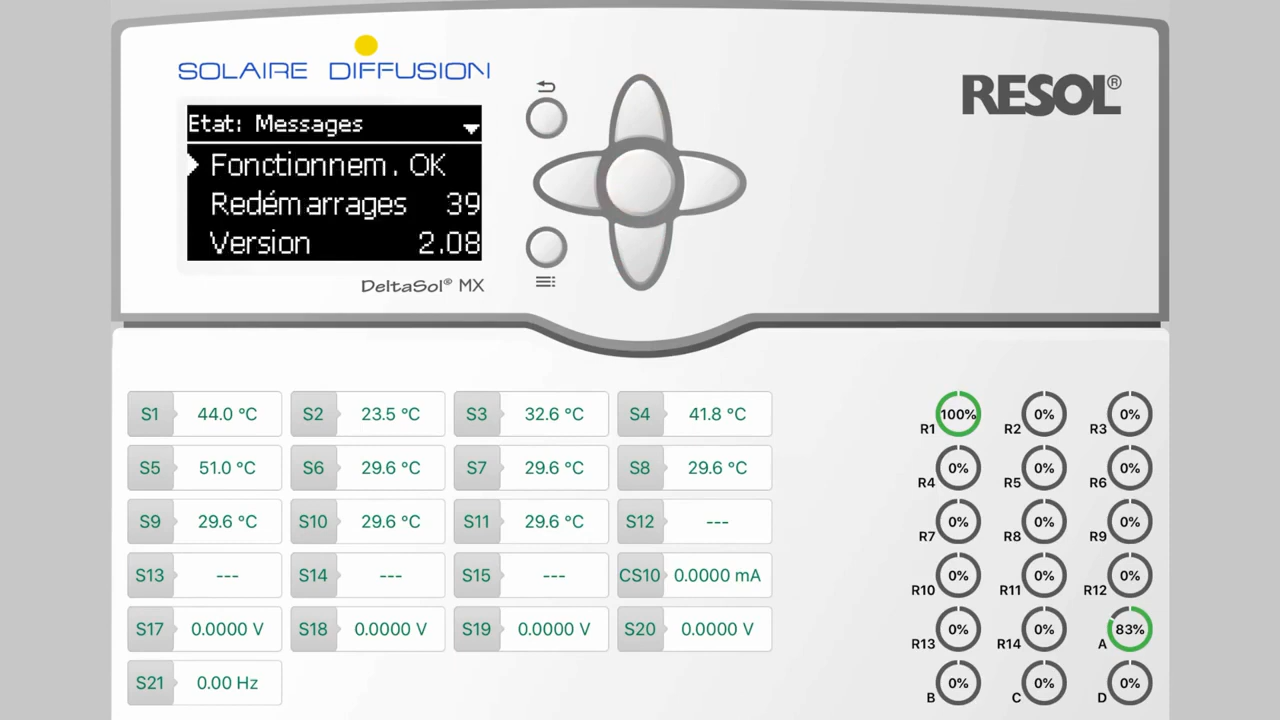 SOLAIRE DIFFUSION
RESOL®
Etat: Messages
Fonctionnem. OK
Redémarrages 39
Version 2.08
DeltaSol® MX
S1 44.0 °C S2 23.5 °C S3 32.6 °C S4 41.8 °C
S5 51.0 °C S6 29.6 °C S7 29.6 °C S8 29.6 °C
S9 29.6 °C S10 29.6 °C S11 29.6 °C S12 ---
S13 --- S14 --- S15 --- CS10 0.0000 mA
S17 0.0000 V S18 0.0000 V S19 0.0000 V S20 0.0000 V
S21 0.00 Hz
R1 100% R2 0% R3 0%
R4 0% R5 0% R6 0%
R7 0% R8 0% R9 0%
R10 0% R11 0% R12 0%
R13 0% R14 0% A 83%
B 0% C 0% D 0%